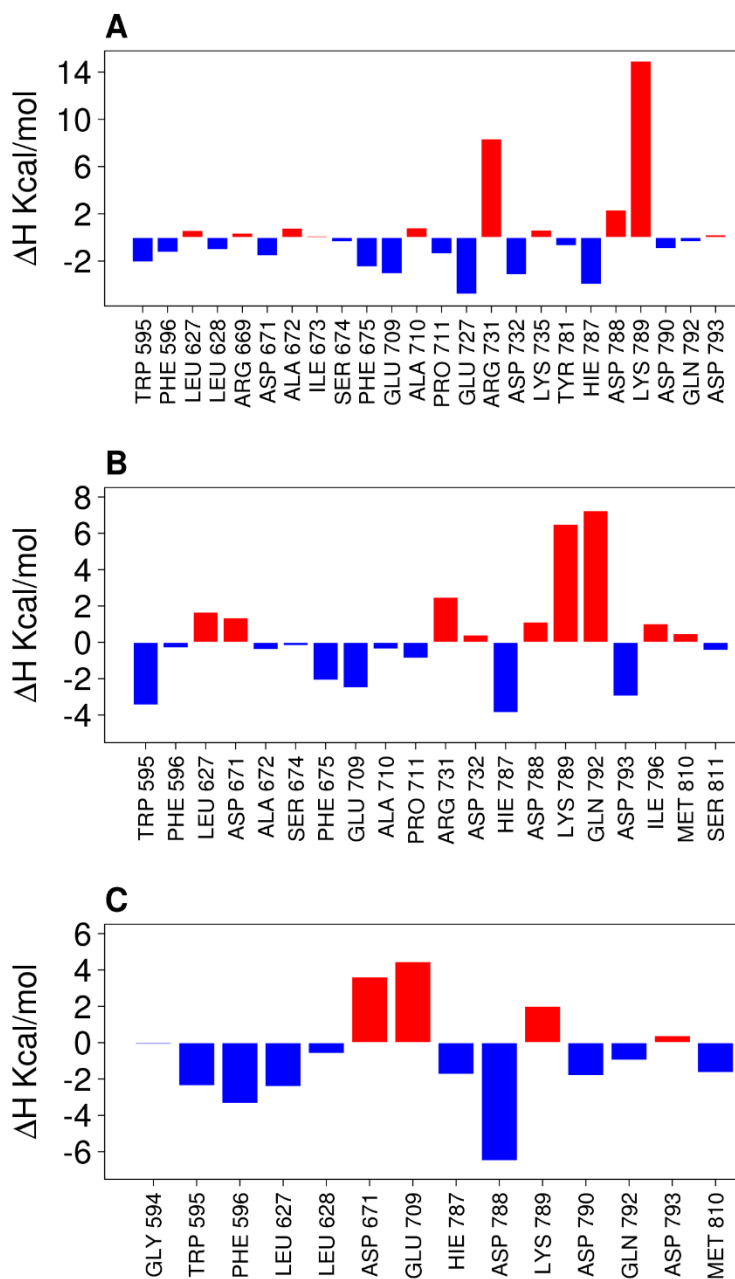 A
ΔH Kcal/mol
14
10
6
2
-2
TRP 595
PHE 596
LEU 627
LEU 628
ARG 669
ASP 671
ALA 672
ILE 673
SER 674
PHE 675
GLU 709
ALA 710
PRO 711
GLU 727
ARG 731
ASP 732
LYS 735
TYR 781
HIE 787
ASP 788
LYS 789
ASP 790
GLN 792
ASP 793
B
ΔH Kcal/mol
8
6
4
2
0
-2
-4
TRP 595
PHE 596
LEU 627
ASP 671
ALA 672
SER 674
PHE 675
GLU 709
ALA 710
PRO 711
ARG 731
ASP 732
HIE 787
ASP 788
LYS 789
GLN 792
ASP 793
ILE 796
MET 810
SER 811
C
ΔH Kcal/mol
6
4
2
0
-2
-4
-6
GLY 594
TRP 595
PHE 596
LEU 627
LEU 628
ASP 671
GLU 709
HIE 787
ASP 788
LYS 789
ASP 790
GLN 792
ASP 793
MET 810